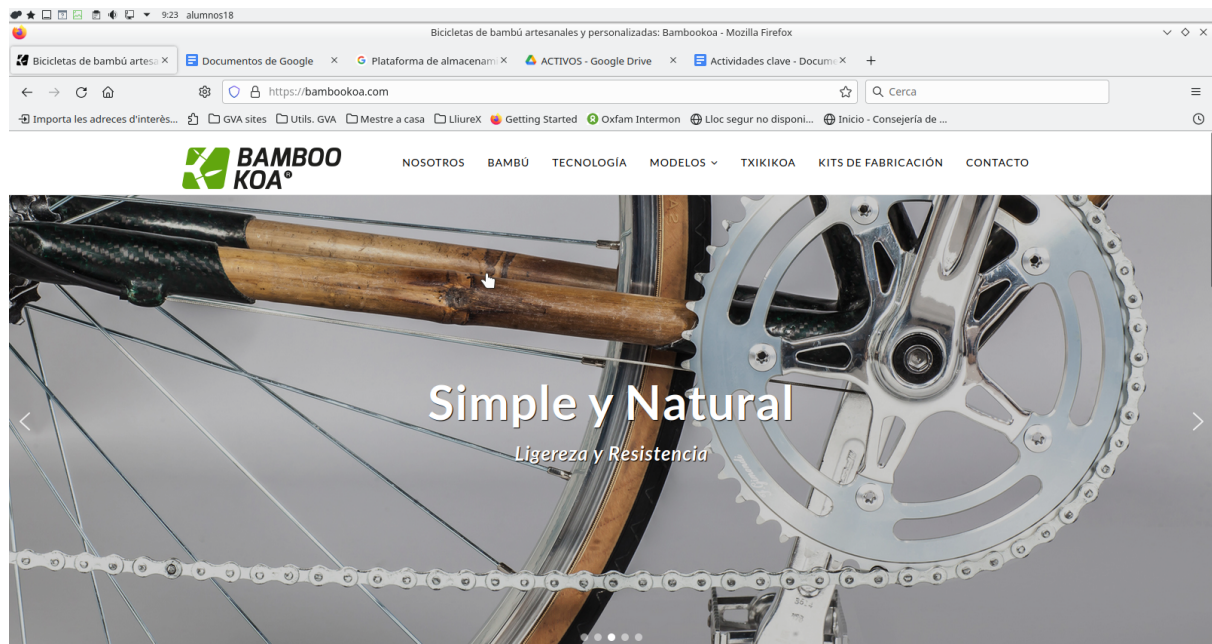 9:23 alumnos18
Bicicletas de bambú artesanales y personalizadas: Bambookoa - Mozilla Firefox
Bicicletas de bambú artesa Documentos de Google Plataforma de almacenami ACTIVOS - Google Drive Actividades clave - Docume
https://bambookoa.com Cerca
Importa les adreces d'interès... GVA sites Utils. GVA Mestre a casa LliureX Getting Started Oxfam Intermon Lloc segur no disponi... Inicio - Consejería de ...
BAMBOO
KOA®
NOSOTROS BAMBÚ TECNOLOGÍA MODELOS TXIKIKOA KITS DE FABRICACIÓN CONTACTO
Simple y Natural
Ligereza y Resistencia